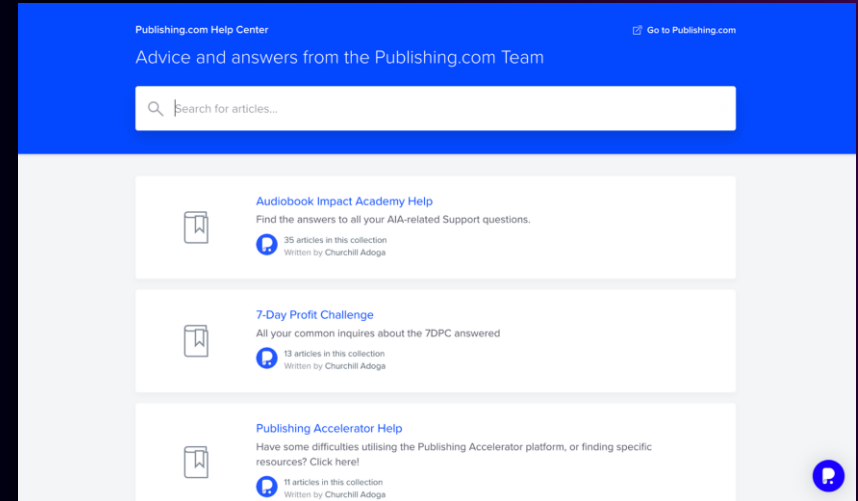 Publishing.com Help Center
Go to Publishing.com
Advice and answers from the Publishing.com Team
Search for articles...
Audiobook Impact Academy Help
Find the answers to all your AIA-related Support questions.
35 articles in this collection
Written by Churchill Adoga
7-Day Profit Challenge
All your common inquires about the 7DPC answered
13 articles in this collection
Written by Churchill Adoga
Publishing Accelerator Help
Have some difficulties utilising the Publishing Accelerator platform, or finding specific
resources? Click here!
11 articles in this collection
Written by Churchill Adoga